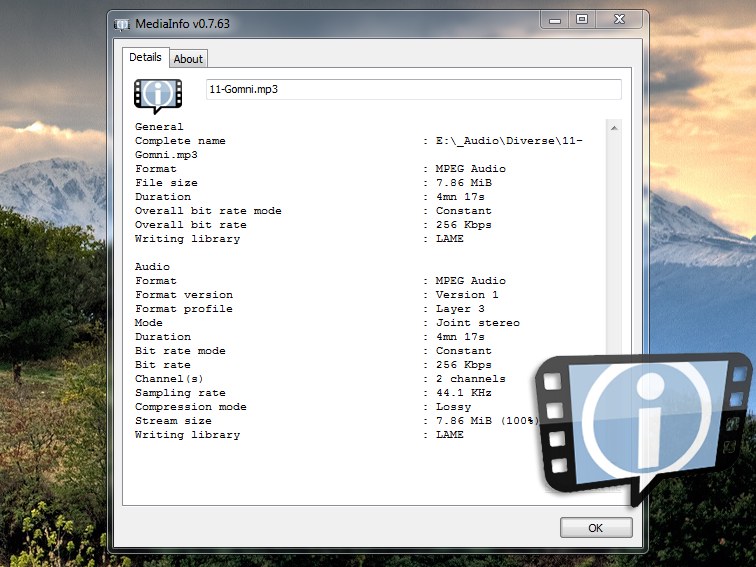 MediaInfo v0.7.63
Details About
11-Gomni.mp3
General
Complete name : E:\_Audio\Diverse\11-
Gomni.mp3
Format : MPEG Audio
File size : 7.86 MiB
Duration : 4mn 17s
Overall bit rate mode : Constant
Overall bit rate : 256 Kbps
Writing library : LAME
Audio
Format : MPEG Audio
Format version : Version 1
Format profile : Layer 3
Mode : Joint stereo
Duration : 4mn 17s
Bit rate mode : Constant
Bit rate : 256 Kbps
Channel(s) : 2 channels
Sampling rate : 44.1 KHz
Compression mode : Lossy
Stream size : 7.86 MiB (100%)
Writing library : LAME
OK